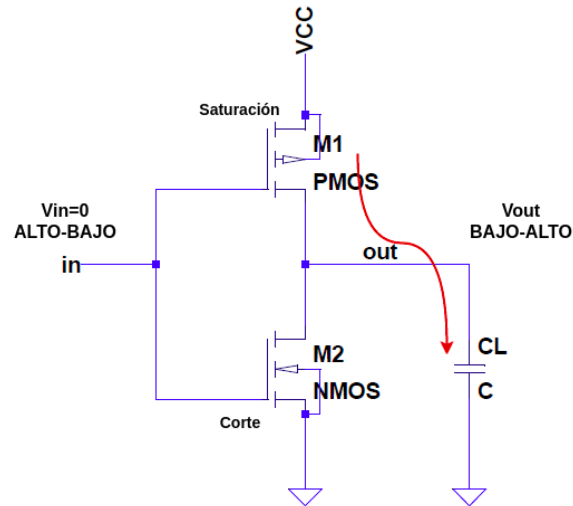 VCC
Saturación
M1
PMOS
Vin=0
ALTO-BAJO
in
Vout
BAJO-ALTO
out
M2
NMOS
CL
C
Corte